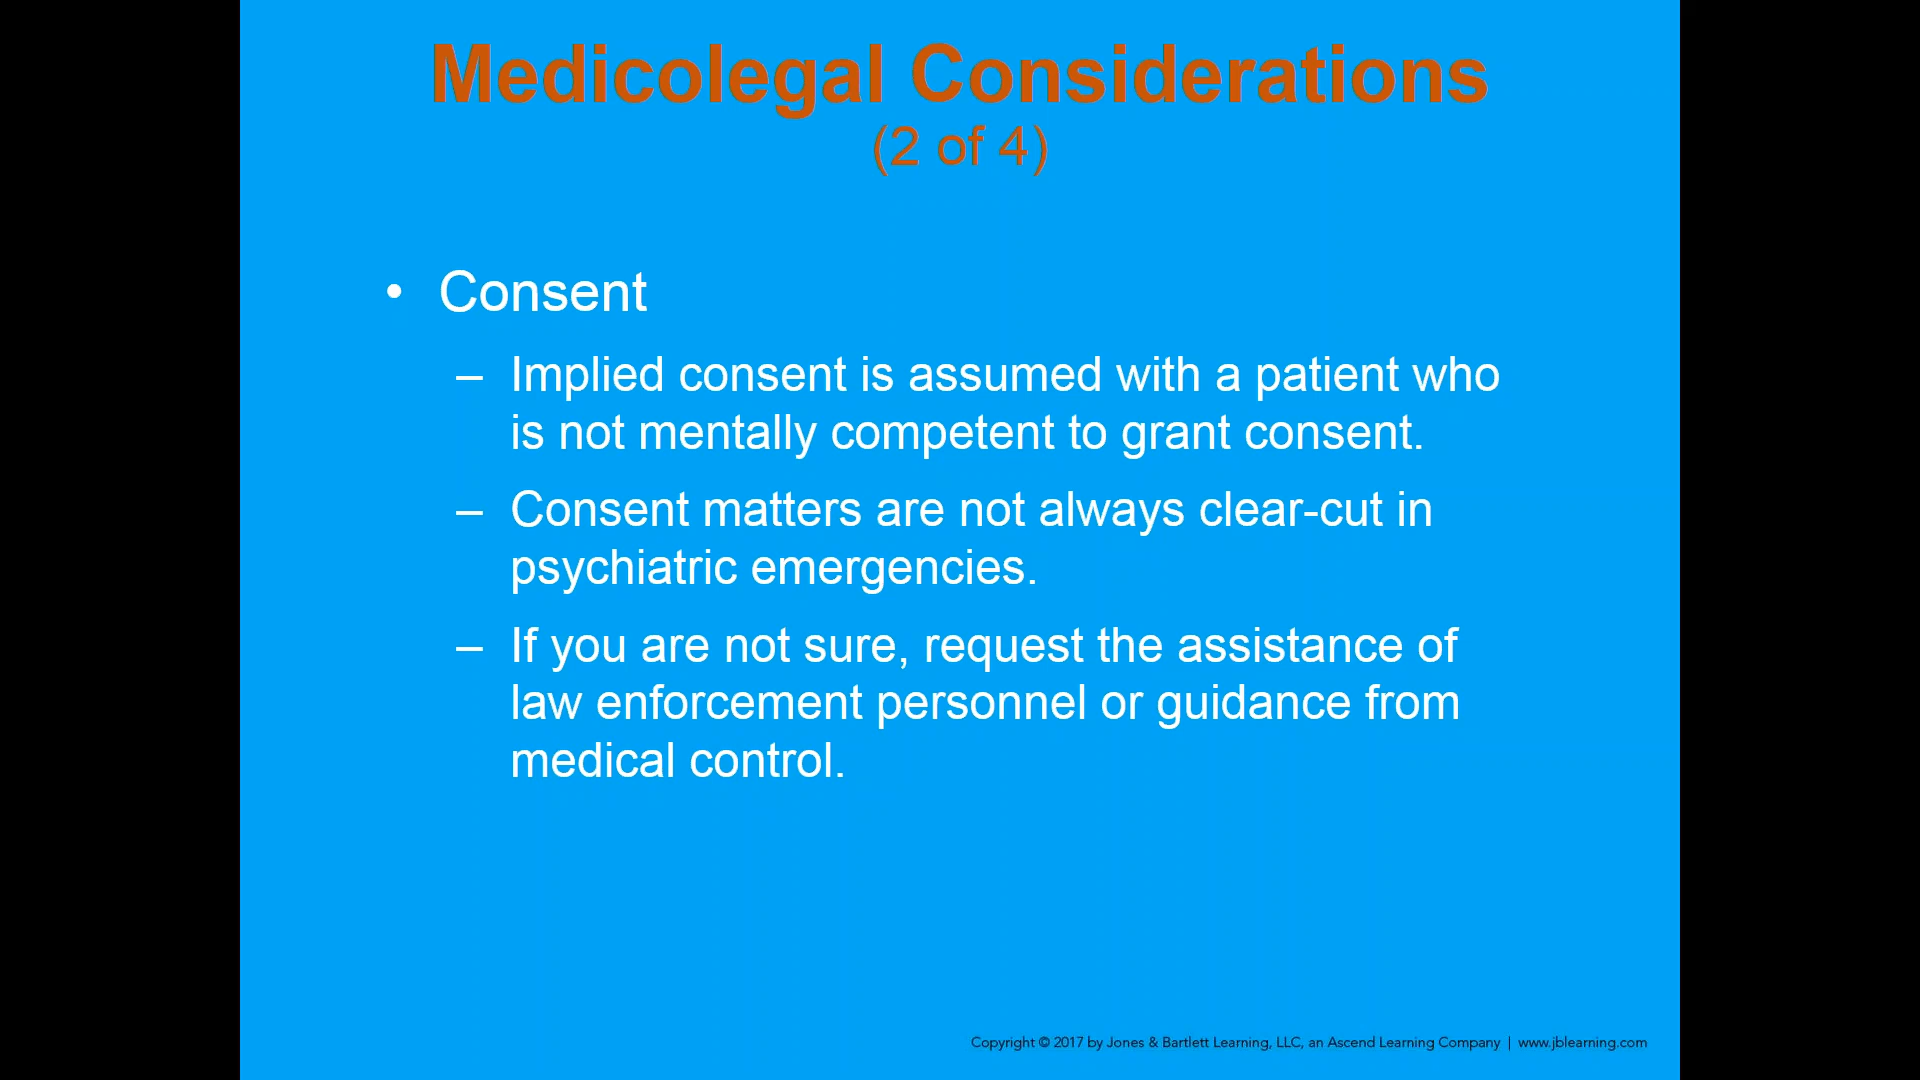 Medicolegal Considerations
(2 of 4)
• Consent
– Implied consent is assumed with a patient who
is not mentally competent to grant consent.
– Consent matters are not always clear-cut in
psychiatric emergencies.
– If you are not sure, request the assistance of
law enforcement personnel or guidance from
medical control.
Copyright © 2017 by Jones & Bartlett Learning, LLC, an Ascend Learning Company | www.jblearning.com